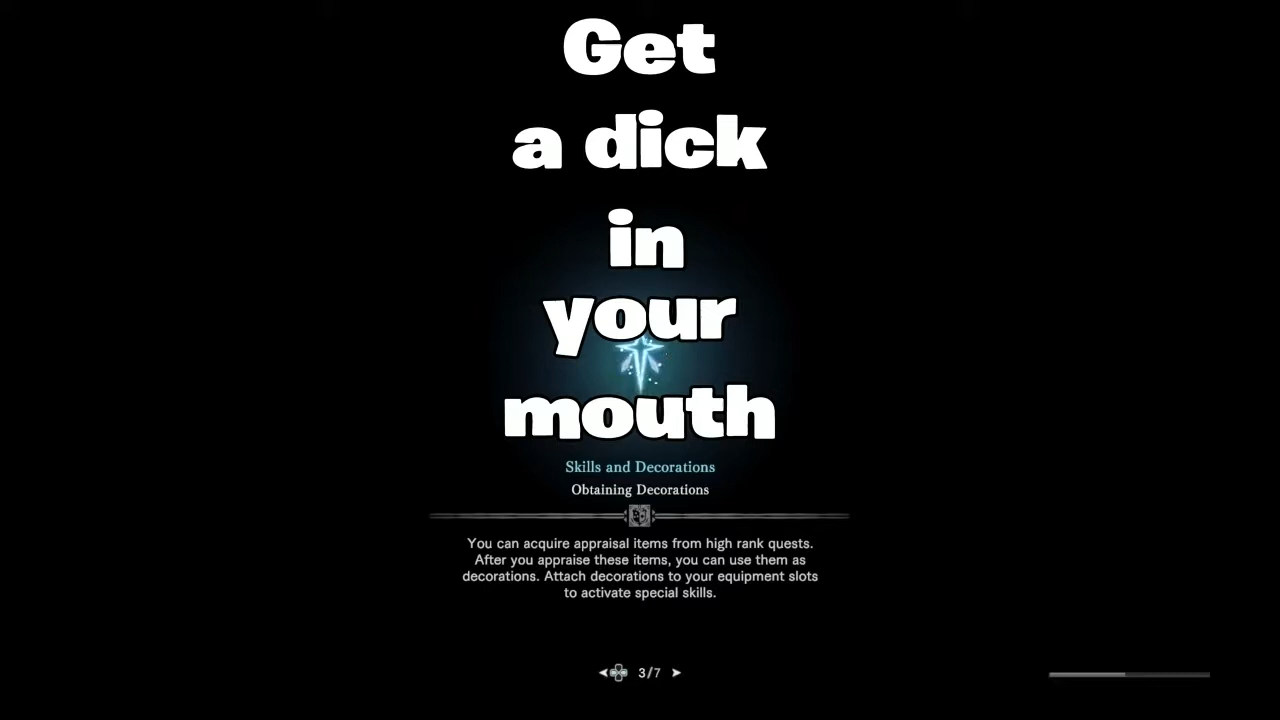 Get
a dick
in
your
mouth
Skills and Decorations
Obtaining Decorations
You can acquire appraisal items from high rank quests.
After you appraise these items, you can use them as
decorations. Attach decorations to your equipment slots
to activate special skills.
3/7